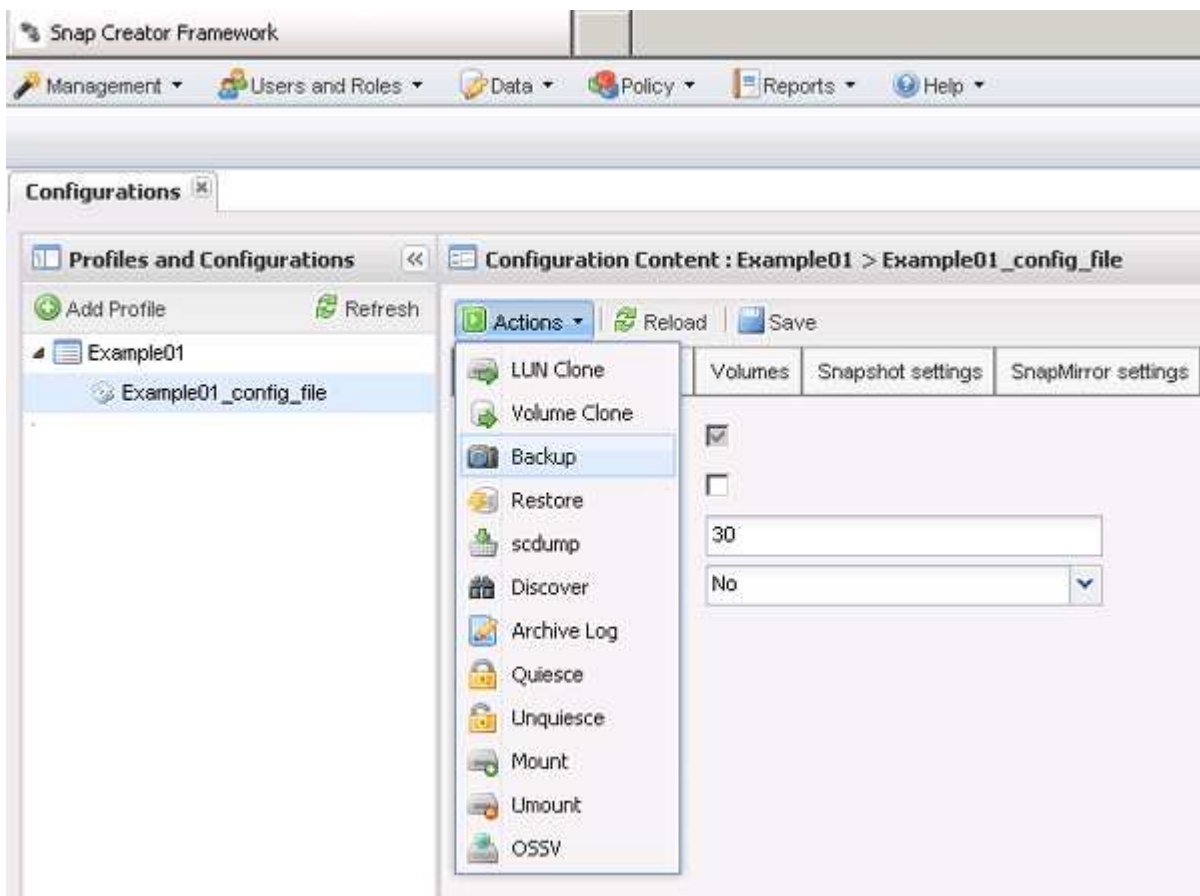 Snap Creator Framework
Management Users and Roles Data Policy Reports Help
Configurations
Profiles and Configurations
Add Profile Refresh
Example01
Example01_config_file
Configuration Content : Example01 > Example01_config_file
Actions Reload Save
Volumes Snapshot settings SnapMirror settings
LUN Clone
Volume Clone
Backup
Restore
scdump
Discover
Archive Log
Quiesce
Unquiesce
Mount
Umount
OSSV
30
No